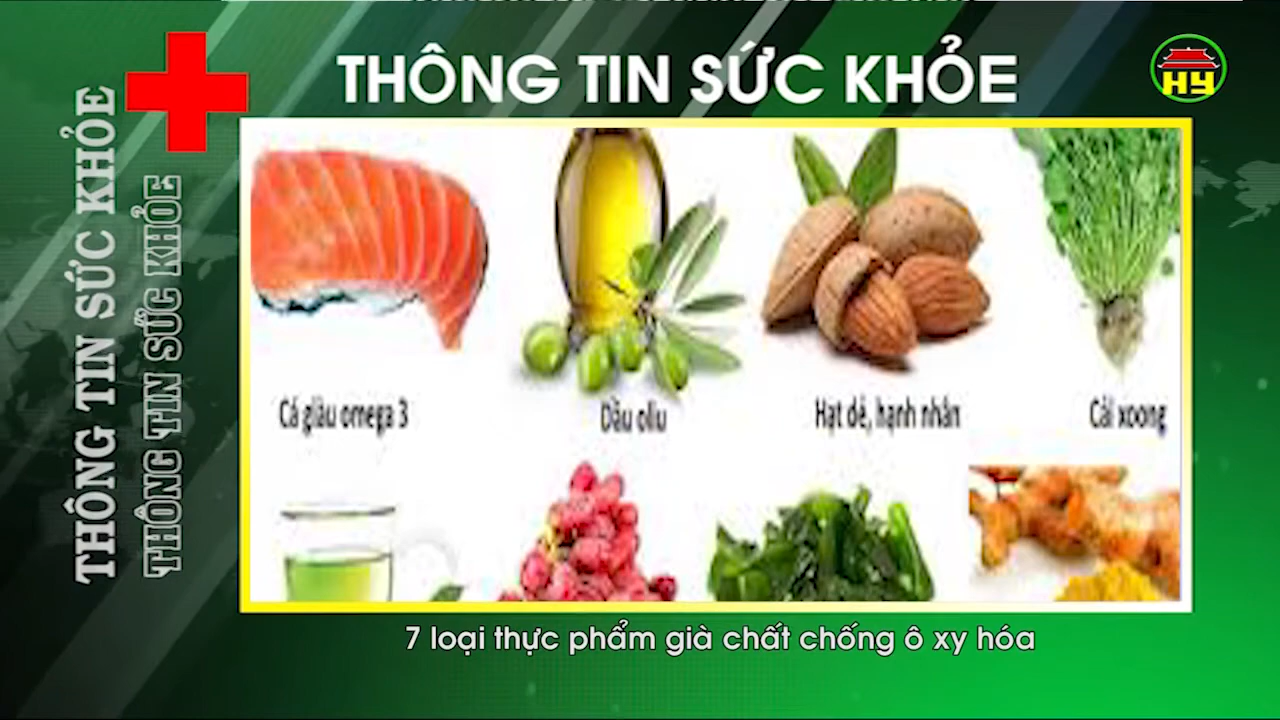 THÔNG TIN SỨC KHỎE
HY
THÔNG TIN SỨC KHỎE
THÔNG TIN SỨC KHỎE
Cá giàu omega 3
Dầu oliu
Hạt dẻ, hạnh nhân
Cải xoong
7 loại thực phẩm già chất chống ô xy hóa